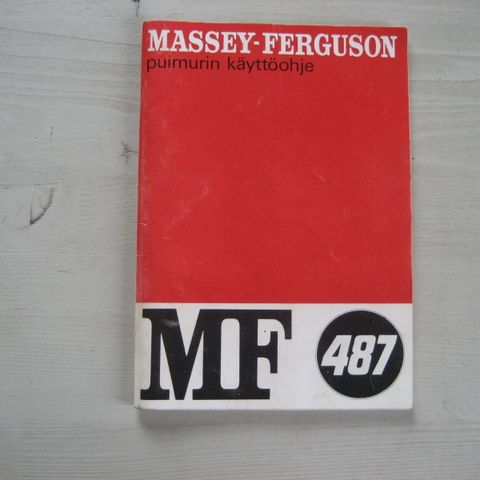 MASSEY-FERGUSON
puimurin käyttöohje
MF 487